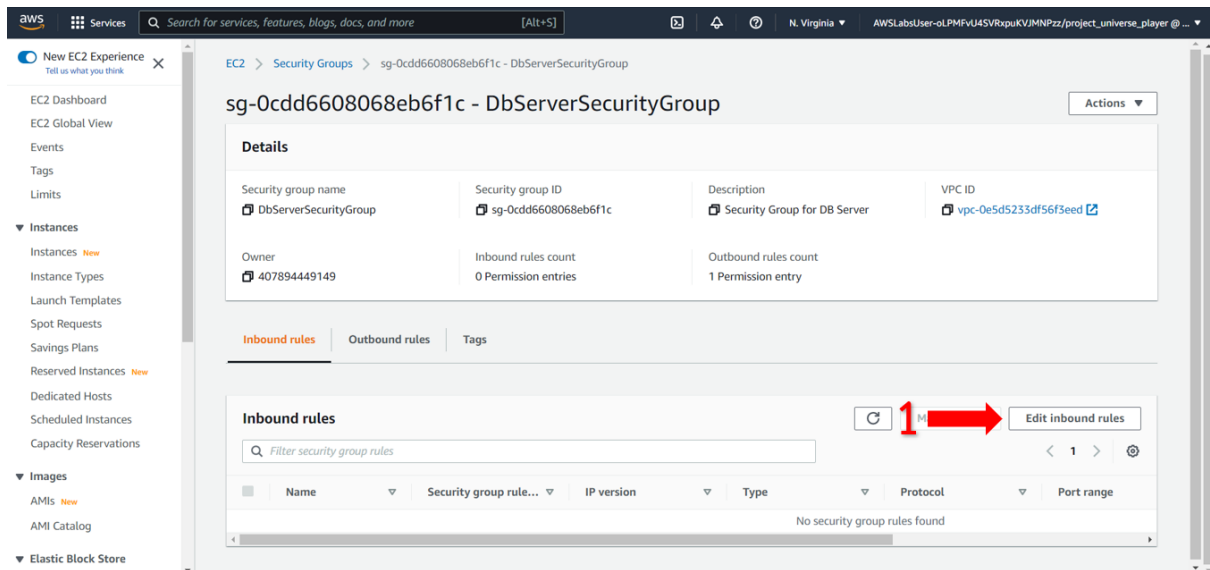 aws Services Search for services, features, blogs, docs, and more [Alt+S] N. Virginia ▼ AWSLabsUser-oLPMFvU4SVRxpuKVJMNPzz/project_universe_player @ ... ▼
New EC2 Experience
Tell us what you think
EC2 Dashboard
EC2 Global View
Events
Tags
Limits
▼ Instances
Instances New
Instance Types
Launch Templates
Spot Requests
Savings Plans
Reserved Instances New
Dedicated Hosts
Scheduled Instances
Capacity Reservations
▼ Images
AMIs New
AMI Catalog
▼ Elastic Block Store
EC2 > Security Groups > sg-0cdd6608068eb6f1c - DbServerSecurityGroup
sg-0cdd6608068eb6f1c - DbServerSecurityGroup
Actions ▼
Details
Security group name Security group ID Description VPC ID
DbServerSecurityGroup sg-0cdd6608068eb6f1c Security Group for DB Server vpc-0e5d5233df56f3eed
Owner Inbound rules count Outbound rules count
407894449149 0 Permission entries 1 Permission entry
Inbound rules Outbound rules Tags
Inbound rules 1 Edit inbound rules
Filter security group rules < 1 >
Name Security group rule... IP version Type Protocol Port range
No security group rules found